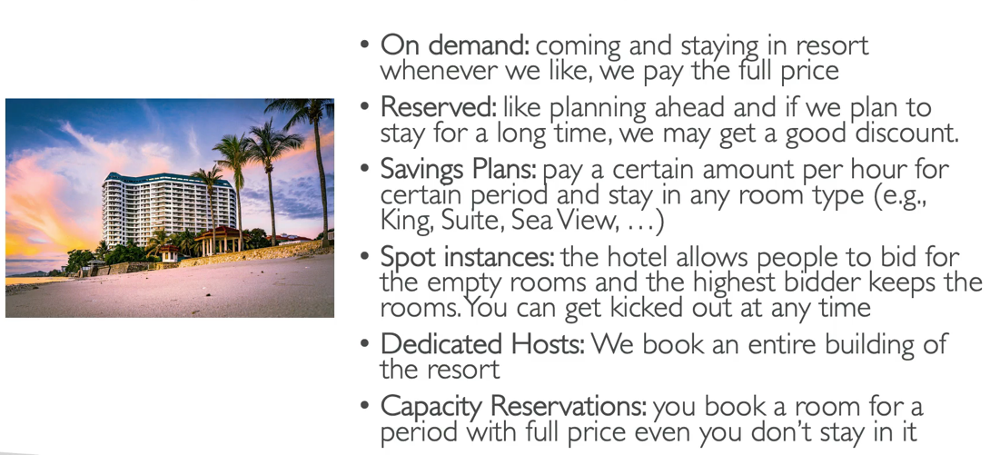 • On demand: coming and staying in resort
whenever we like, we pay the full price
• Reserved: like planning ahead and if we plan to
stay for a long time, we may get a good discount.
• Savings Plans: pay a certain amount per hour for
certain period and stay in any room type (e.g.,
King, Suite, Sea View, …)
• Spot instances: the hotel allows people to bid for
the empty rooms and the highest bidder keeps the
rooms. You can get kicked out at any time
• Dedicated Hosts: We book an entire building of
the resort
• Capacity Reservations: you book a room for a
period with full price even you don’t stay in it